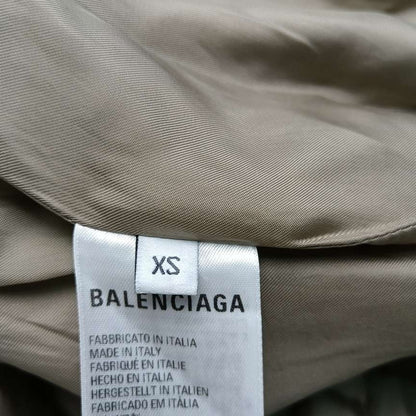 XS
BALENCIAGA
FABBRICATO IN ITALIA
MADE IN ITALY
FABRIQUÉ EN ITALIE
HECHO EN ITALIA
HERGESTELLT IN ITALIEN
FABRICADO EM ITÁLIA